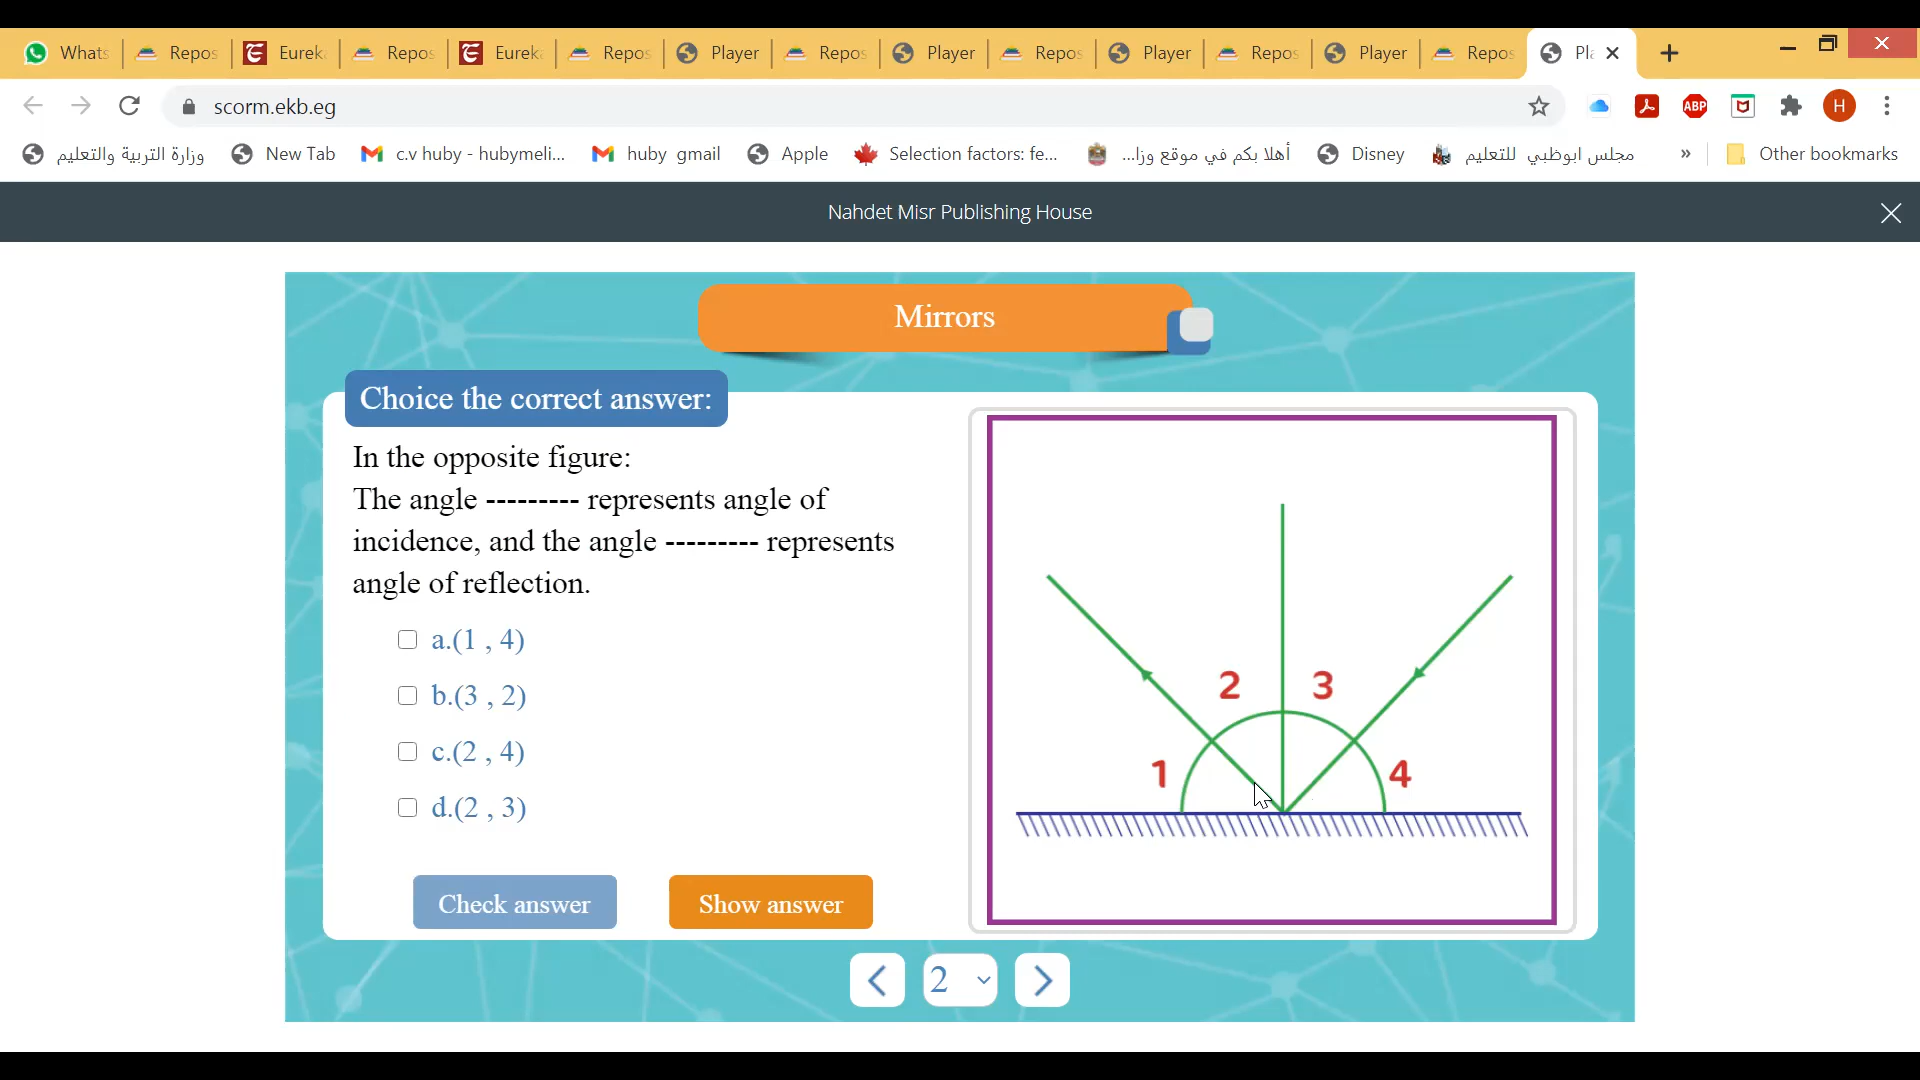 Whats
Repos
Eureka
Repos
Eureka
Repos
Player
Repos
Player
Repos
Player
Repos
Player
Repos
Pla
scorm.ekb.eg
ABP
H
وزارة التربية والتعليم
New Tab
c.v huby - hubymeli...
huby gmail
Apple
Selection factors: fe...
أهلا بكم في موقع وزا...
Disney
مجلس ابوظبي للتعليم
»
Other bookmarks
Nahdet Misr Publishing House
Mirrors
Choice the correct answer:
In the opposite figure:
The angle --------- represents angle of
incidence, and the angle --------- represents
angle of reflection.
a.(1 , 4)
b.(3 , 2)
c.(2 , 4)
d.(2 , 3)
Check answer
Show answer
2
3
1
4
2